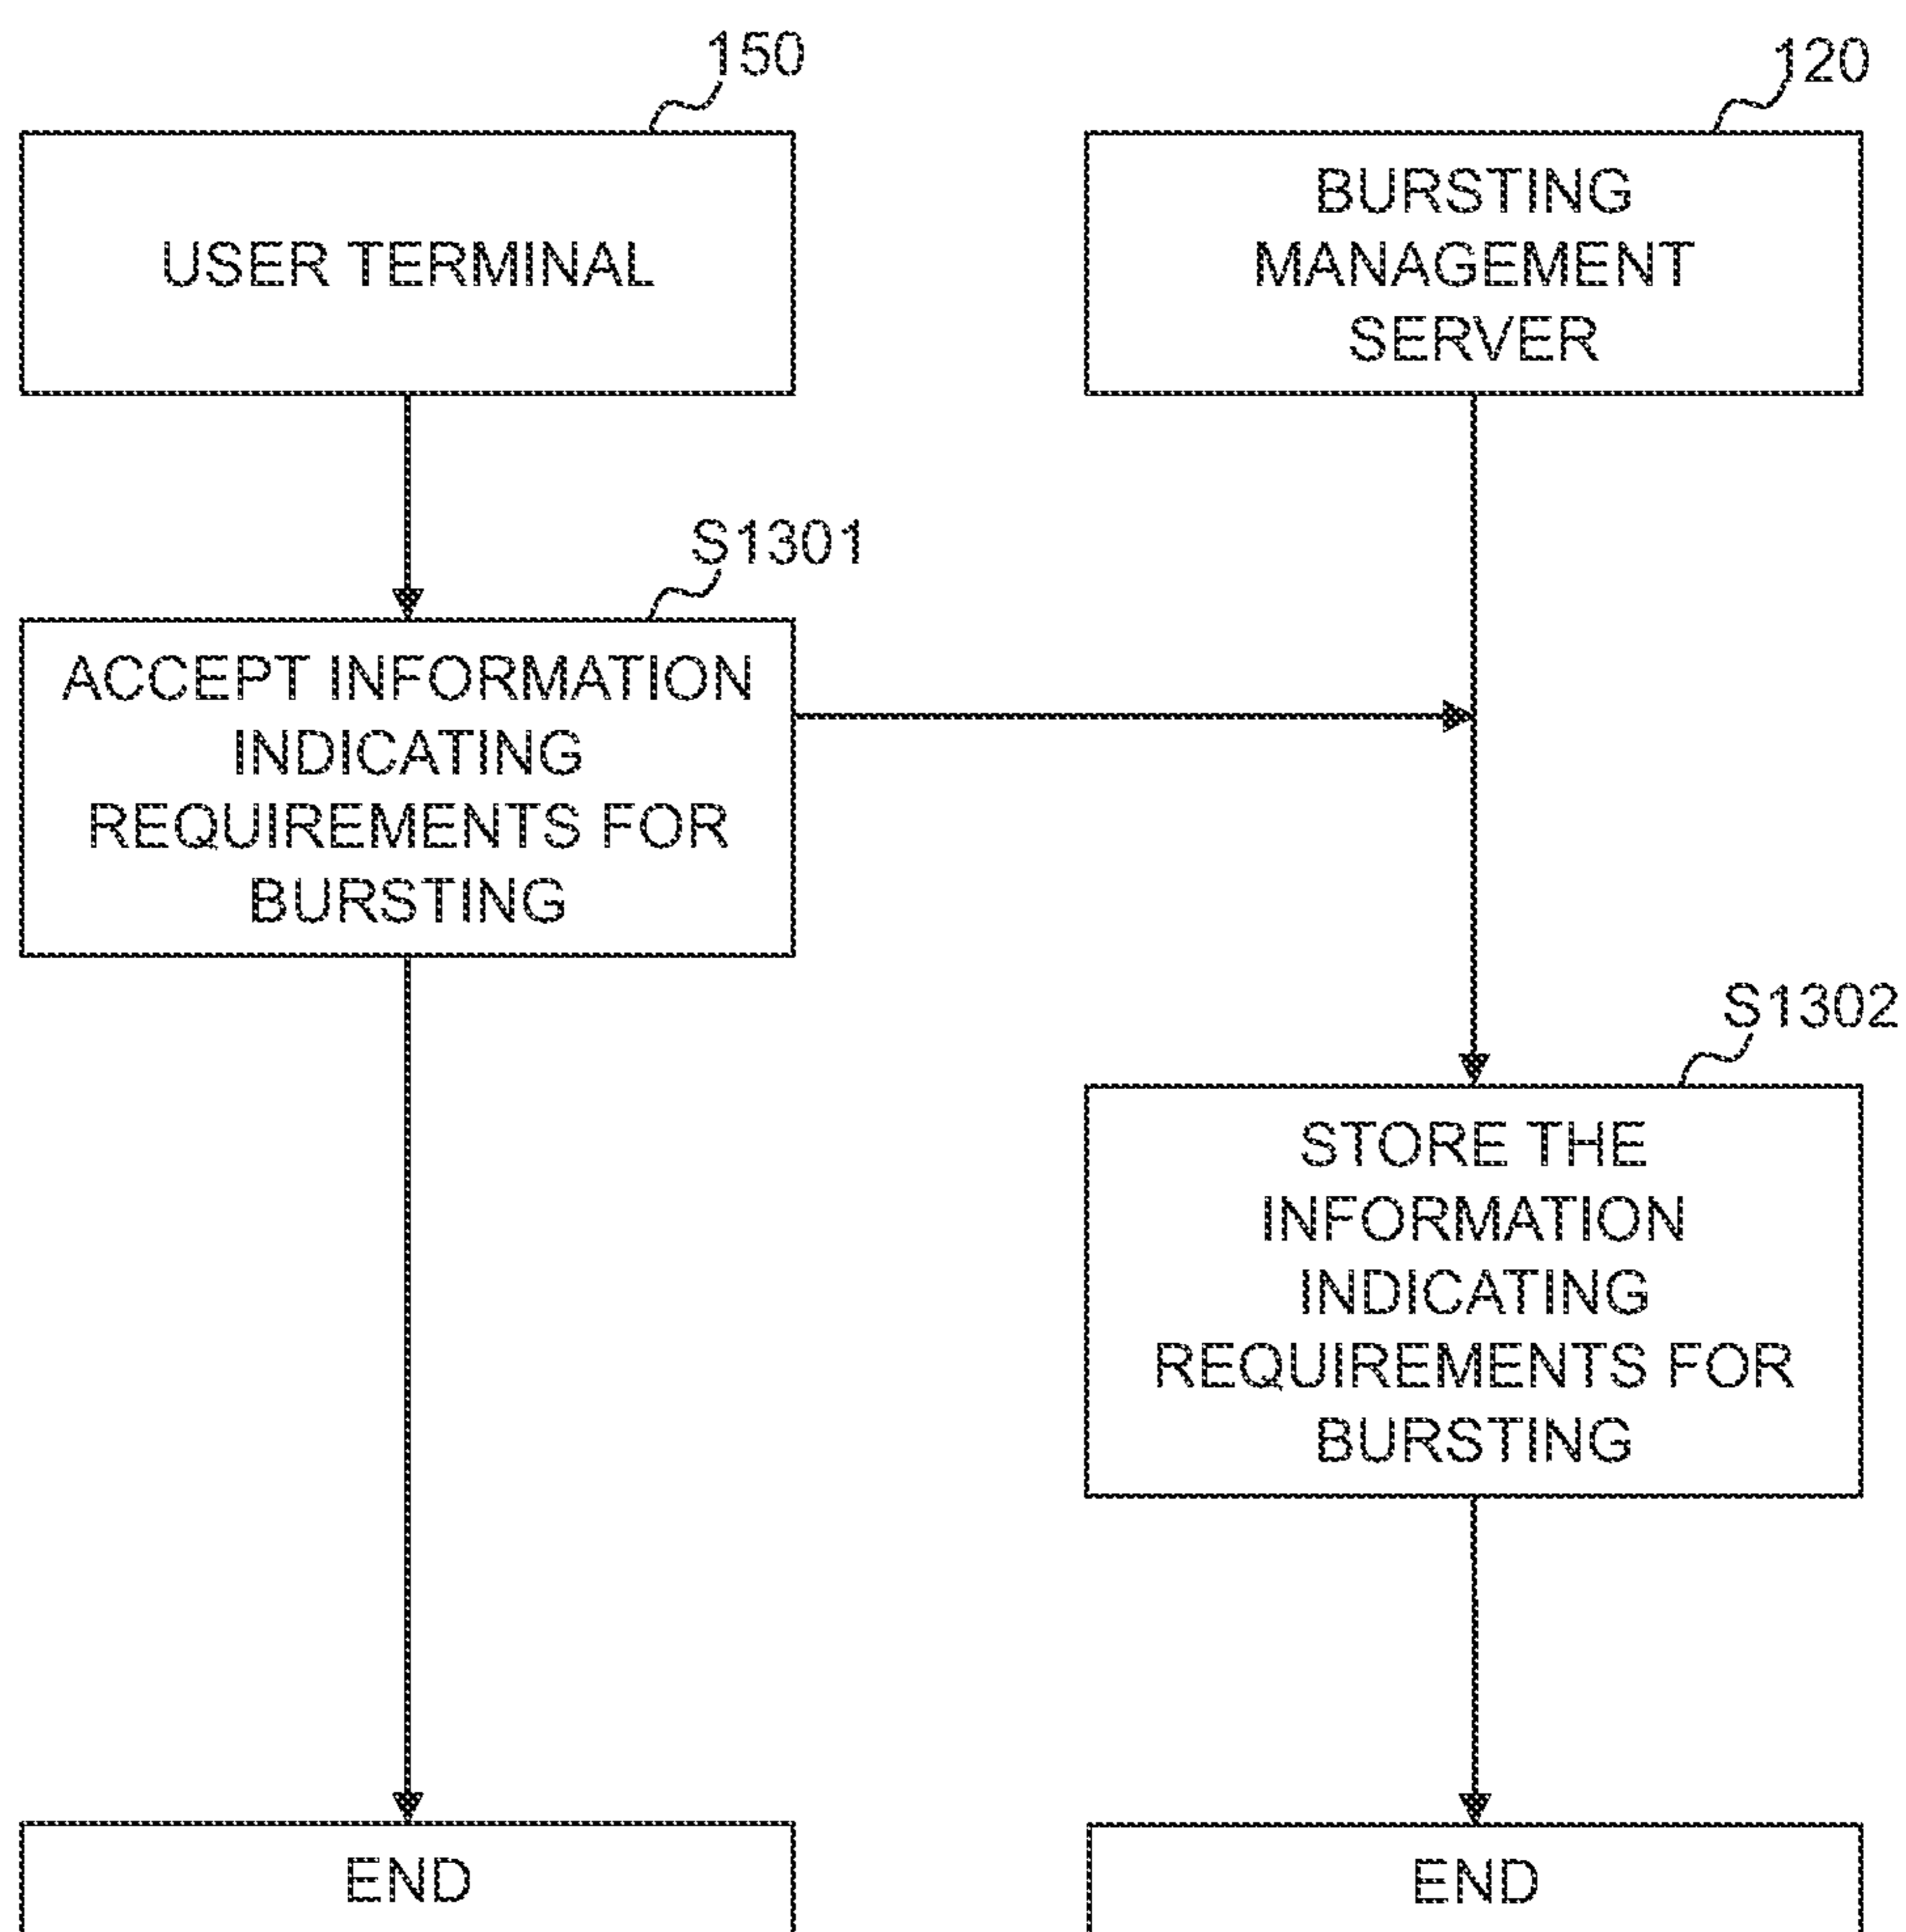 150
USER TERMINAL
120
BURSTING
MANAGEMENT
SERVER
S1301
ACCEPT INFORMATION
INDICATING
REQUIREMENTS FOR
BURSTING
S1302
STORE THE
INFORMATION
INDICATING
REQUIREMENTS FOR
BURSTING
END
END